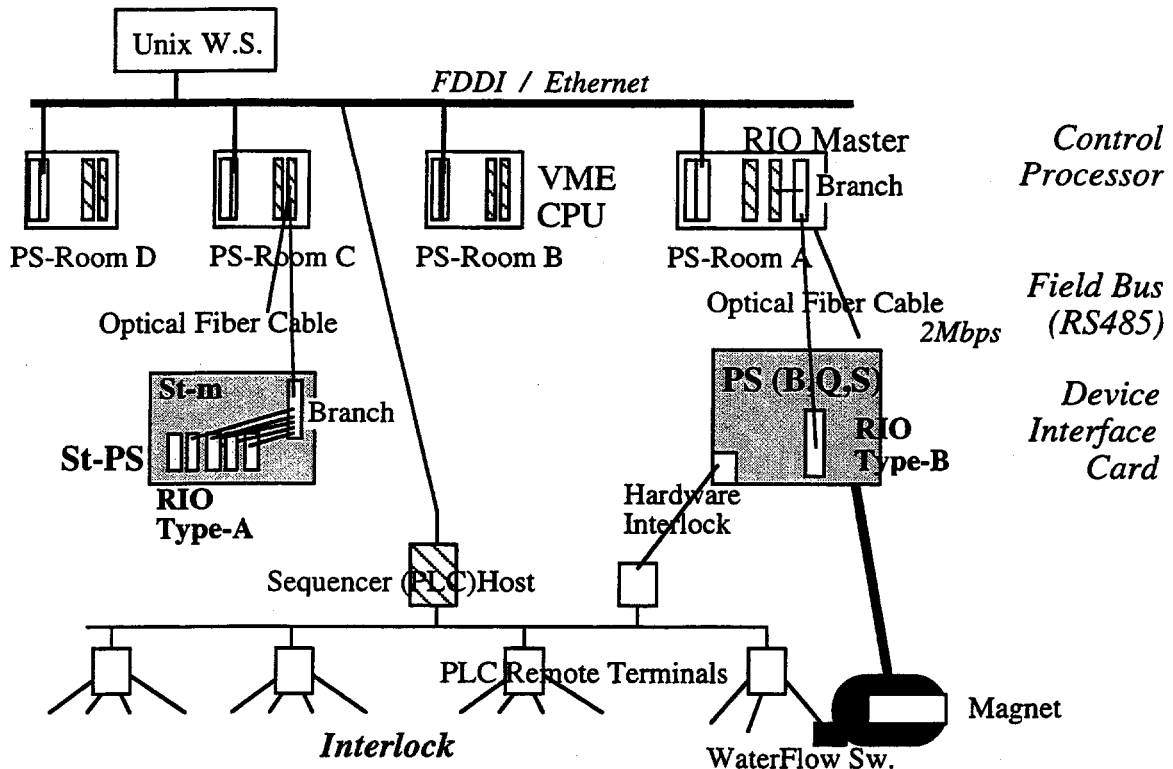 Unix W.S.
FDDI / Ethernet
RIO Master
Branch
VME
CPU
Control
Processor
PS-Room D
PS-Room C
PS-Room B
PS-Room A
Optical Fiber Cable
Optical Fiber Cable
2Mbps
Field Bus
(RS485)
St-m
Branch
St-PS
RIO
Type-A
PS (B,Q,S)
RIO
Type-B
Device
Interface
Card
Hardware
Interlock
Sequencer (PLC)Host
PLC Remote Terminals
Magnet
Interlock
WaterFlow Sw.